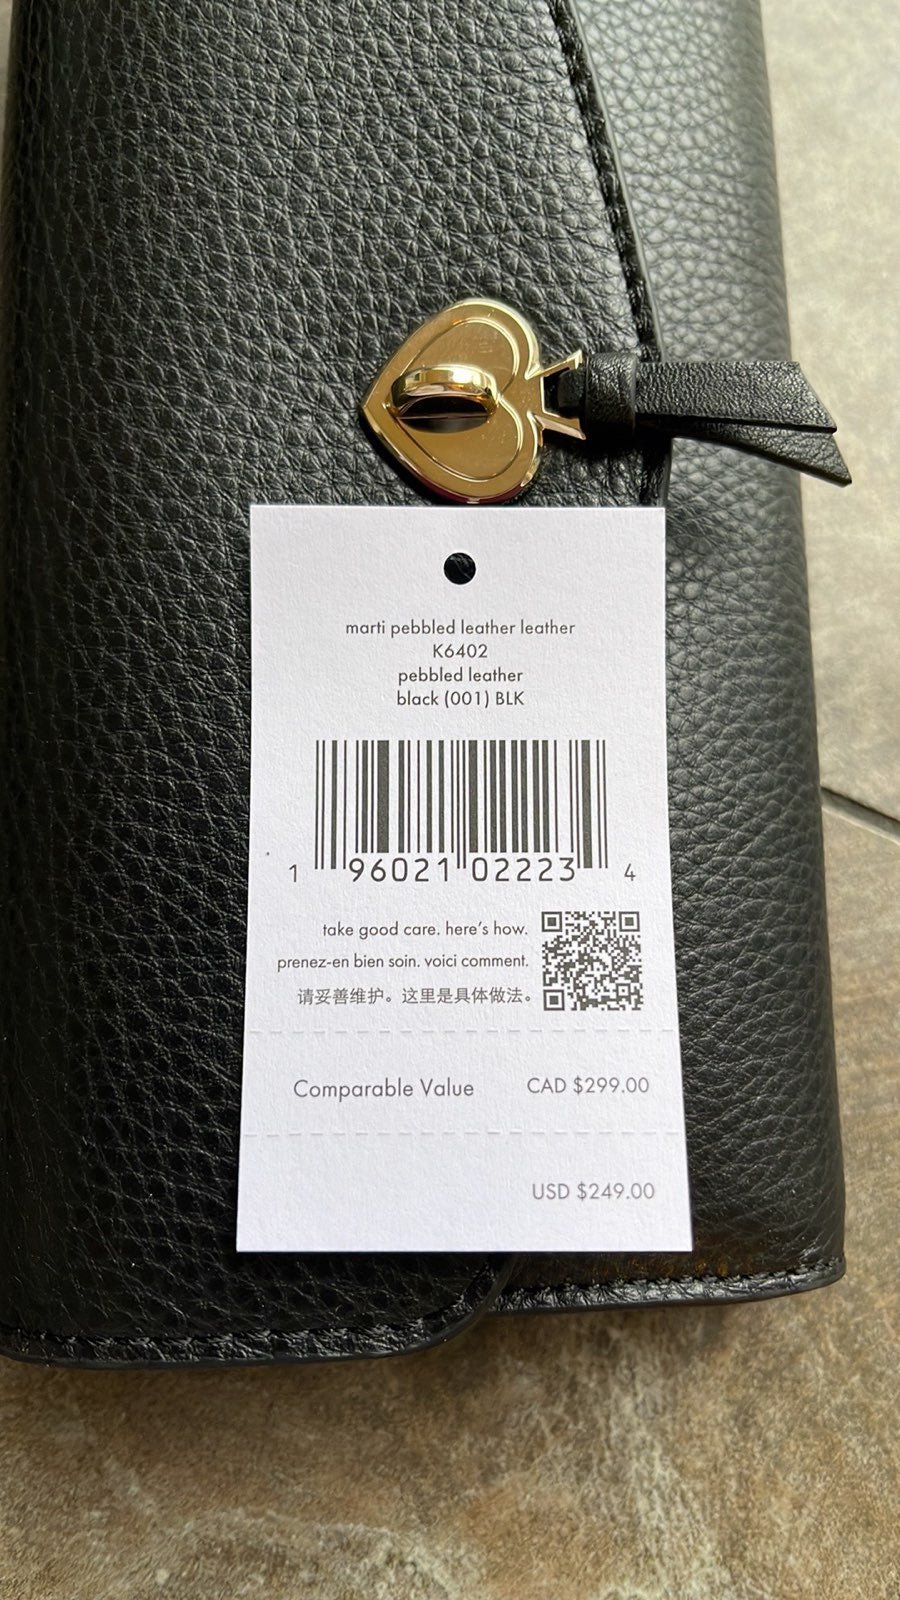 marti pebbled leather leather
K6402
pebbled leather
black (001) BLK
1 96021 02223 4
take good care. here's how.
prenez-en bien soin. voici comment.
请妥善维护。这里是具体做法。
Comparable Value CAD $299.00
USD $249.00